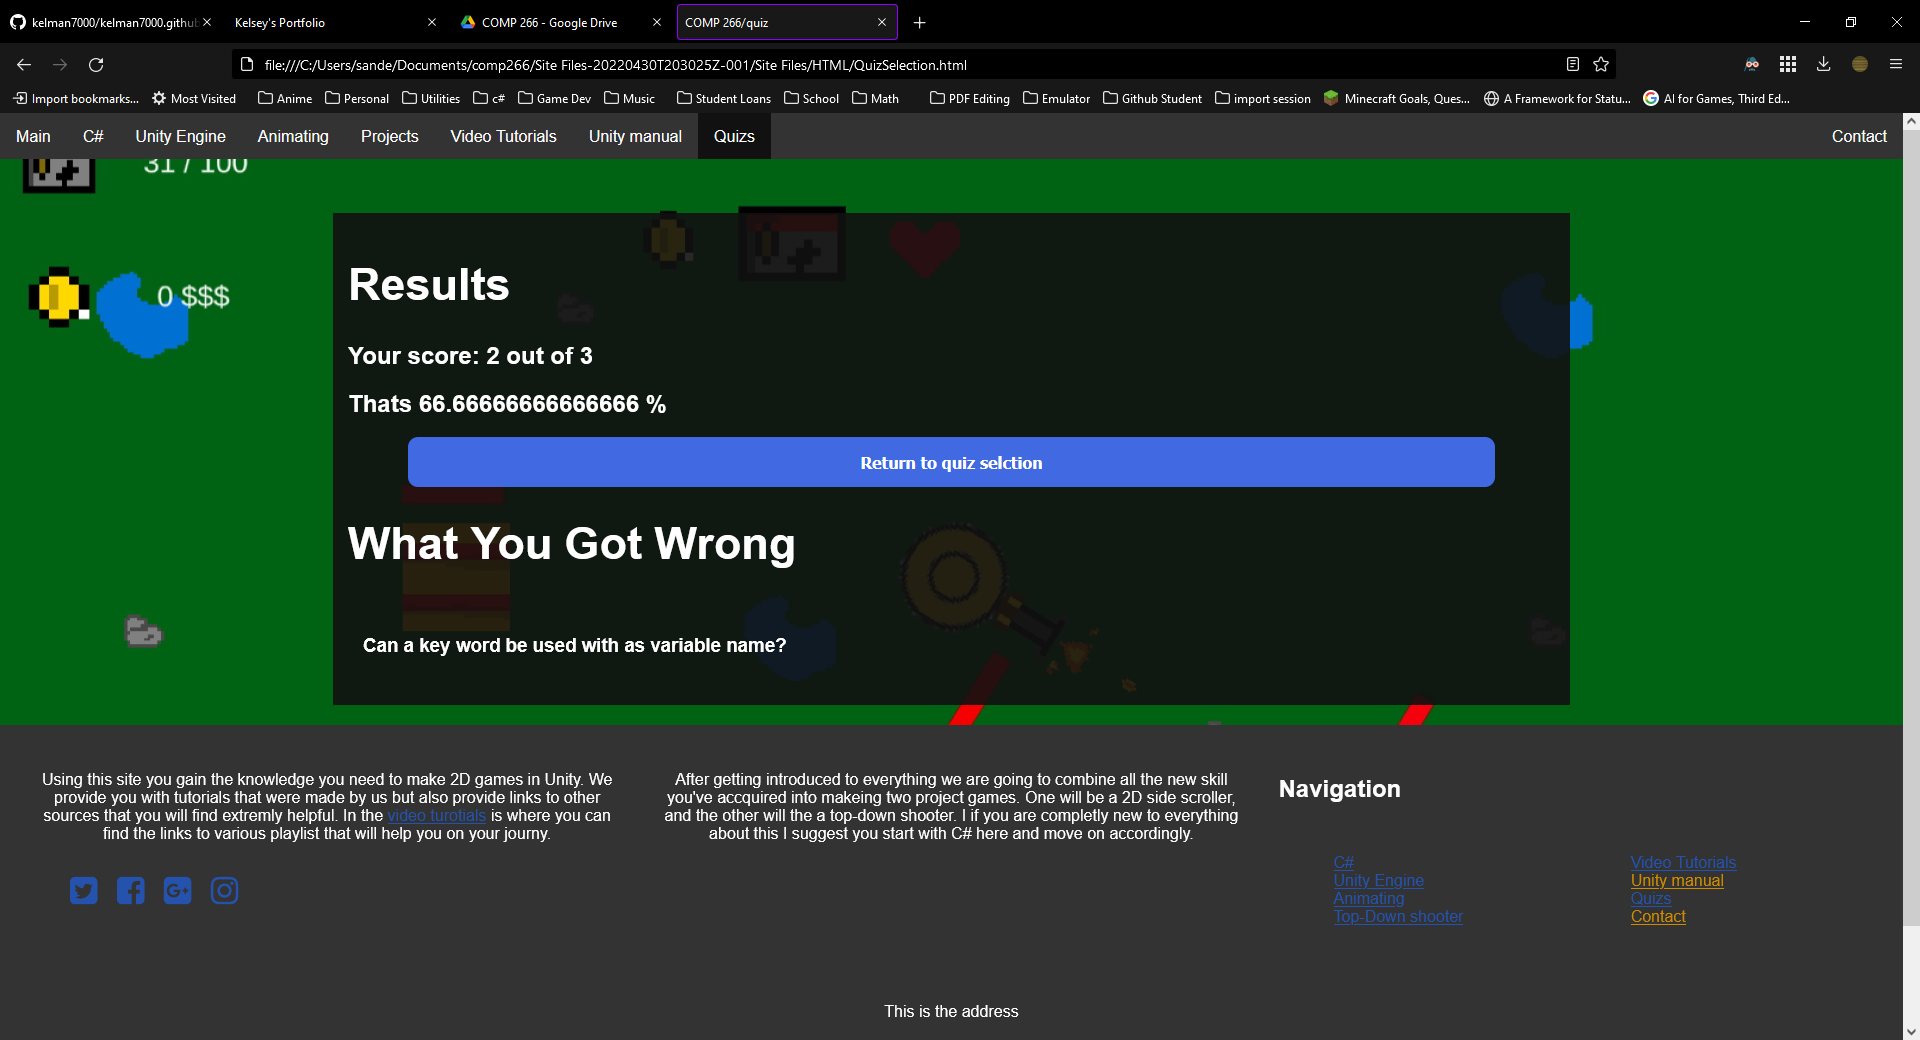 kelman7000/kelman7000.github
Kelsey's Portfolio
COMP 266 - Google Drive
COMP 266/quiz
file:///C:/Users/sande/Documents/comp266/Site Files-20220430T203025Z-001/Site Files/HTML/QuizSelection.html
Import bookmarks...
Most Visited
Anime
Personal
Utilities
c#
Game Dev
Music
Student Loans
School
Math
PDF Editing
Emulator
Github Student
import session
Minecraft Goals, Ques...
A Framework for Statu...
AI for Games, Third Ed...
Main
C#
Unity Engine
Animating
Projects
Video Tutorials
Unity manual
Quizs
Contact
31 / 100
0 $$$
Results
Your score: 2 out of 3
Thats 66.66666666666666 %
Return to quiz selction
What You Got Wrong
Can a key word be used with as variable name?
Using this site you gain the knowledge you need to make 2D games in Unity. We
provide you with tutorials that were made by us but also provide links to other
sources that you will find extremly helpful. In the video turotials is where you can
find the links to various playlist that will help you on your journy.
After getting introduced to everything we are going to combine all the new skill
you've accquired into makeing two project games. One will be a 2D side scroller,
and the other will the a top-down shooter. I if you are completly new to everything
about this I suggest you start with C# here and move on accordingly.
Navigation
C#
Unity Engine
Animating
Top-Down shooter
Video Tutorials
Unity manual
Quizs
Contact
This is the address